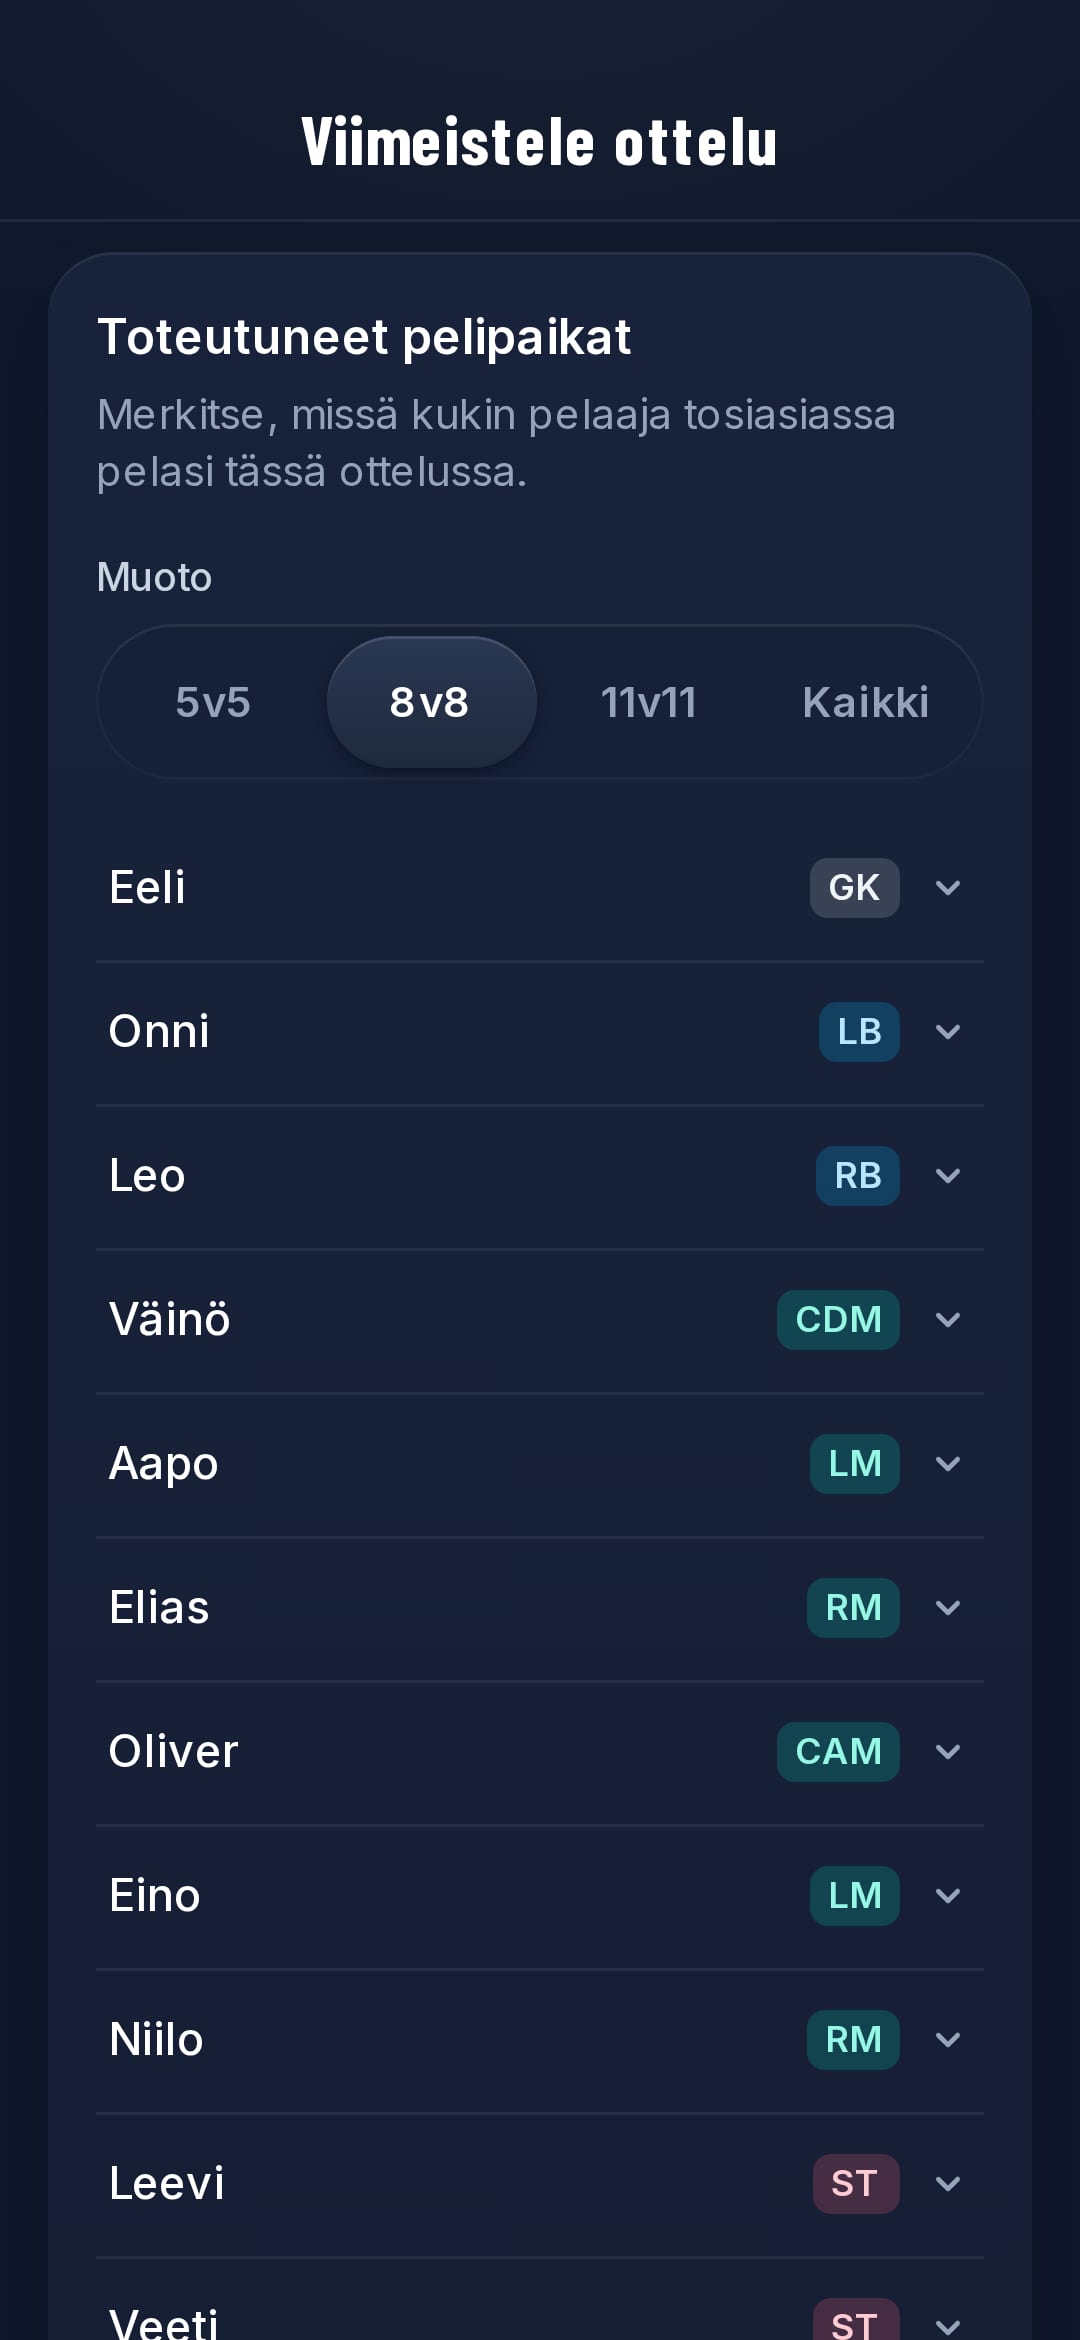 Viimeistele ottelu
Toteutuneet pelipaikat
Merkitse, missä kukin pelaaja tosiasiassa
pelasi tässä ottelussa.
Muoto
5v5 8v8 11v11 Kaikki
Eeli GK
Onni LB
Leo RB
Väinö CDM
Aapo LM
Elias RM
Oliver CAM
Eino LM
Niilo RM
Leevi ST
Veeti ST